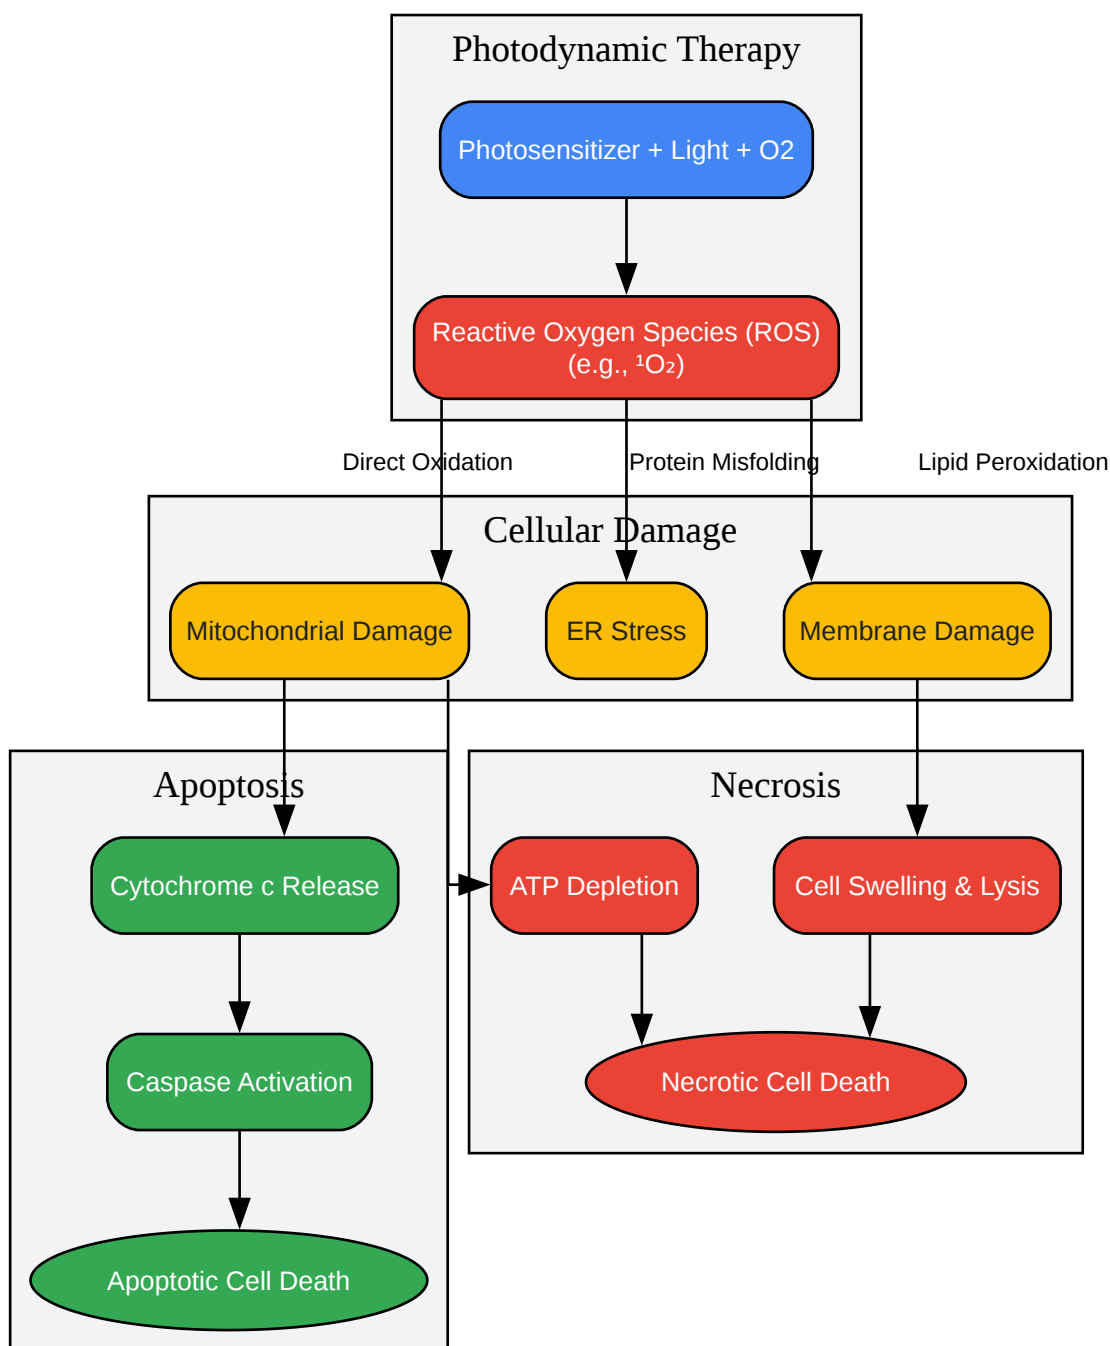 Photodynamic Therapy
Photosensitizer + Light + O2
Reactive Oxygen Species (ROS)
(e.g., ¹O₂)
Direct Oxidation
Protein Misfolding
Lipid Peroxidation
Cellular Damage
Mitochondrial Damage
ER Stress
Membrane Damage
Apoptosis
Necrosis
Cytochrome c Release
ATP Depletion
Cell Swelling & Lysis
Caspase Activation
Necrotic Cell Death
Apoptotic Cell Death